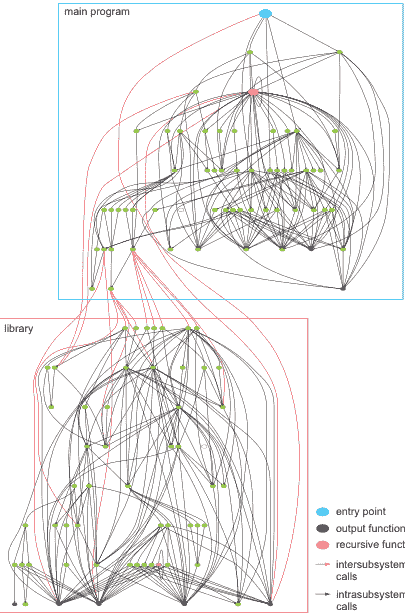 main program
library
entry point
output function
recursive funct
intersubsystem
calls
intrasubsystem
calls